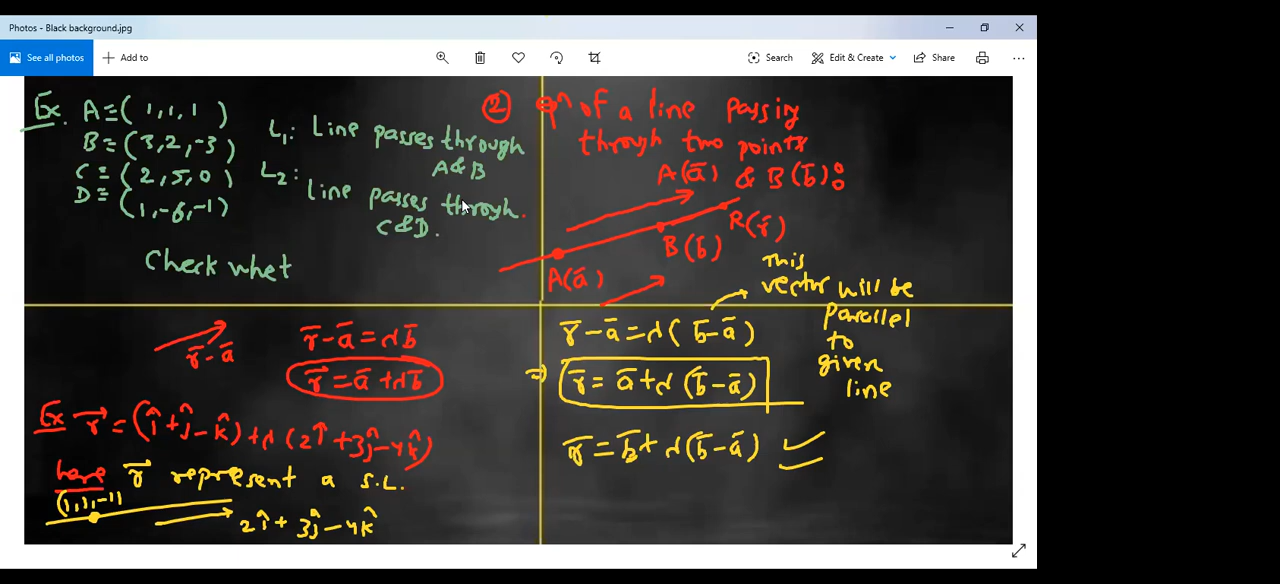 Photos - Black background.jpg
See all photos
Add to
Search
Edit & Create
Share
Ex. A ≡ ( 1, 1, 1 )
B ≡ (3, 2, -3)
C ≡ ( 2, 5, 0 )
D ≡ (1, -6, -1)
L₁: Line passes through
A & B
L₂: Line passes through.
C & D.
Check whet
② eqⁿ of a line passing
through two points
A(ā) & B(b̄):
A(ā)
B(b̄)
R(r̄)
r̄ - ā
r̄ - ā = λb̄
r̄ = ā + λb̄
Ex r⃗ = (î + ĵ - k̂) + λ(2î + 3ĵ - 4k̂)
here r⃗ represent a s.L.
(1, 1, -1)
2î + 3ĵ - 4k̂
This
vector will be
parallel
to
given
line
r̄ - ā = λ( b̄ - ā )
⇒ r̄ = ā + λ(b̄ - ā)
r̄ = b̄ + λ(b̄ - ā) ✓